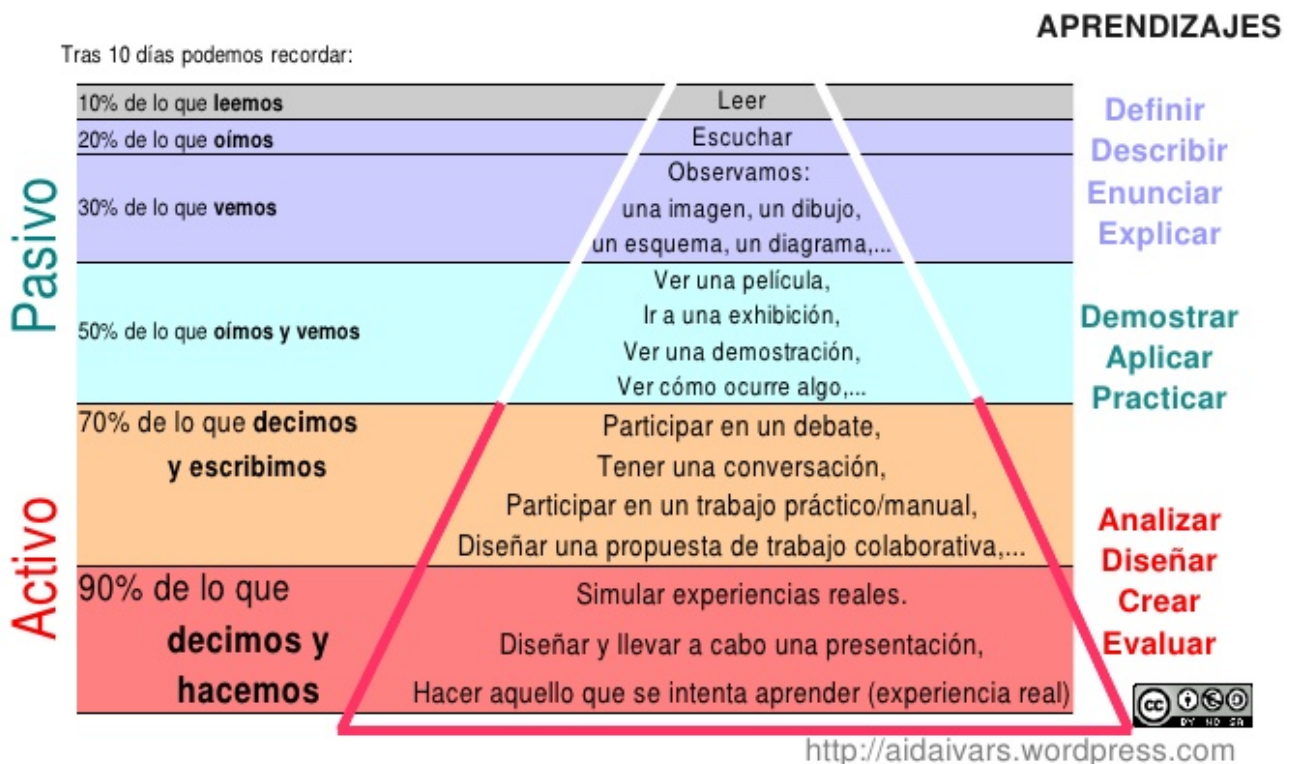 APRENDIZAJES
Tras 10 días podemos recordar:
Pasivo
Activo
10% de lo que leemos
Leer
20% de lo que oímos
Escuchar
30% de lo que vemos
Observamos:
una imagen, un dibujo,
un esquema, un diagrama,...
Definir
Describir
Enunciar
Explicar
50% de lo que oímos y vemos
Ver una película,
Ir a una exhibición,
Ver una demostración,
Ver cómo ocurre algo,...
Demostrar
Aplicar
Practicar
70% de lo que decimos
y escribimos
Participar en un debate,
Tener una conversación,
Participar en un trabajo práctico/manual,
Diseñar una propuesta de trabajo colaborativa,...
90% de lo que
decimos y
hacemos
Simular experiencias reales.
Diseñar y llevar a cabo una presentación,
Hacer aquello que se intenta aprender (experiencia real)
Analizar
Diseñar
Crear
Evaluar
cc
BY NC SA
http://aidaivars.wordpress.com